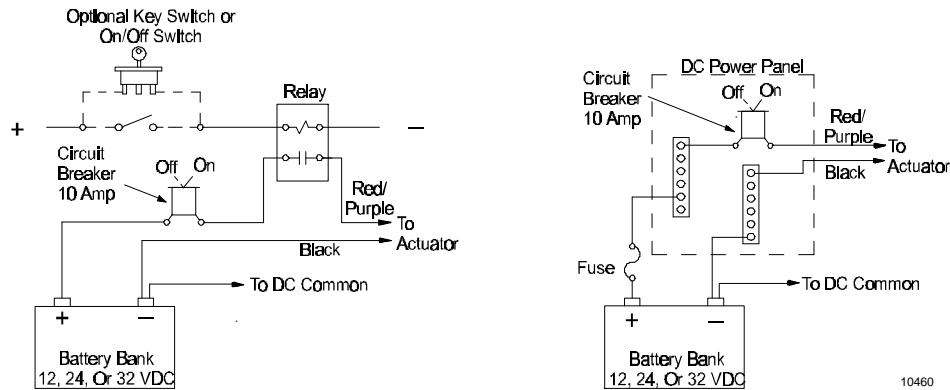 Optional Key Switch or
On/Off Switch
+
Relay
−
Circuit
Breaker
10 Amp
Off
On
Red/
Purple
To
Actuator
Black
To DC Common
+
−
Battery Bank
12, 24, Or 32 VDC
DC Power Panel
Circuit
Breaker
10 Amp
Off
On
Red/
Purple
To
Actuator
Black
Fuse
To DC Common
+
−
Battery Bank
12, 24, Or 32 VDC
10460